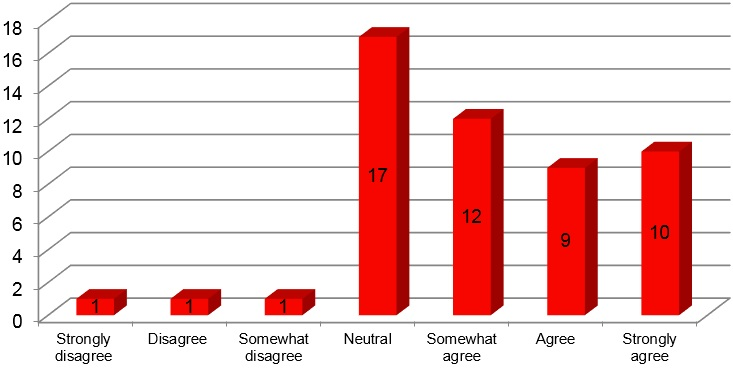 18
16
14
12
10
8
6
4
2
0
17
12
9
10
1
1
1
Strongly disagree
Disagree
Somewhat disagree
Neutral
Somewhat agree
Agree
Strongly agree